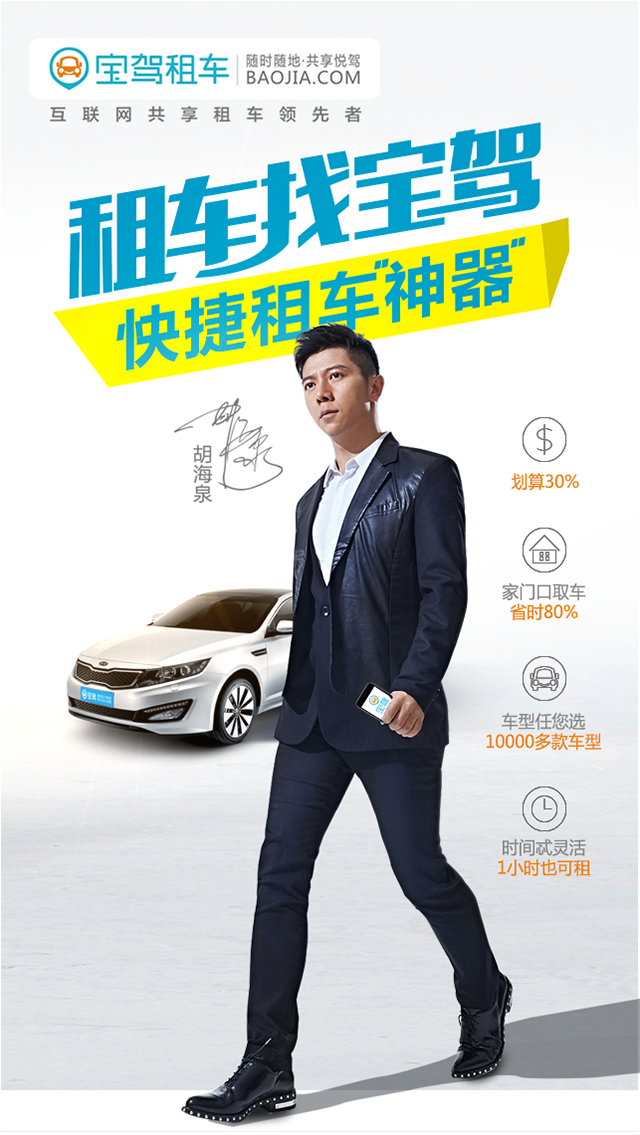 宝驾租车
随时随地·共享悦驾
BAOJIA.COM
互联网共享租车领先者
租车找宝驾
快捷租车"神器"
胡海泉
划算30%
家门口取车
省时80%
车型任您选
10000多款车型
时间忒灵活
1小时也可租
宝驾
宝驾